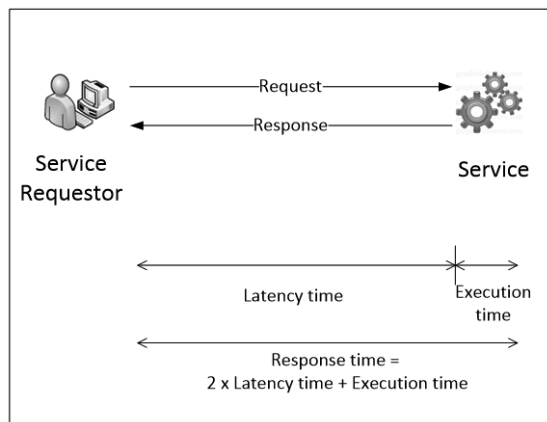 Request
Response
Service
Requestor
Service
Latency time
Execution
time
Response time =
2 x Latency time + Execution time